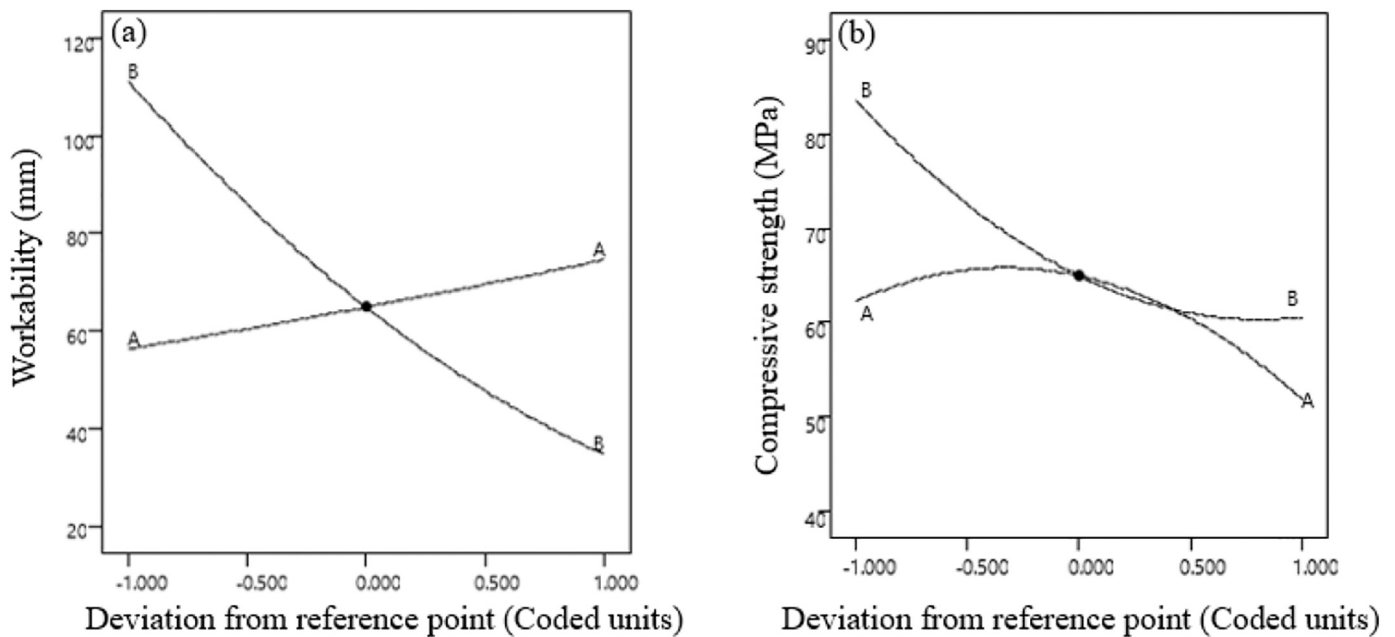 (a)
Workability (mm)
120
100
80
60
40
20
B
A
A
B
-1.000
-0.500
0.000
0.500
1.000
Deviation from reference point (Coded units)
(b)
Compressive strength (MPa)
90
80
70
60
50
40
B
A
B
A
-1.000
-0.500
0.000
0.500
1.000
Deviation from reference point (Coded units)